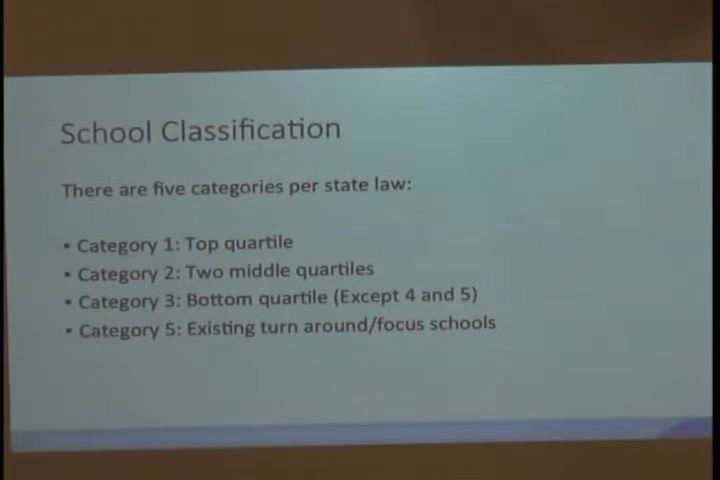 School Classification
There are five categories per state law:
• Category 1: Top quartile
• Category 2: Two middle quartiles
• Category 3: Bottom quartile (Except 4 and 5)
• Category 5: Existing turn around/focus schools